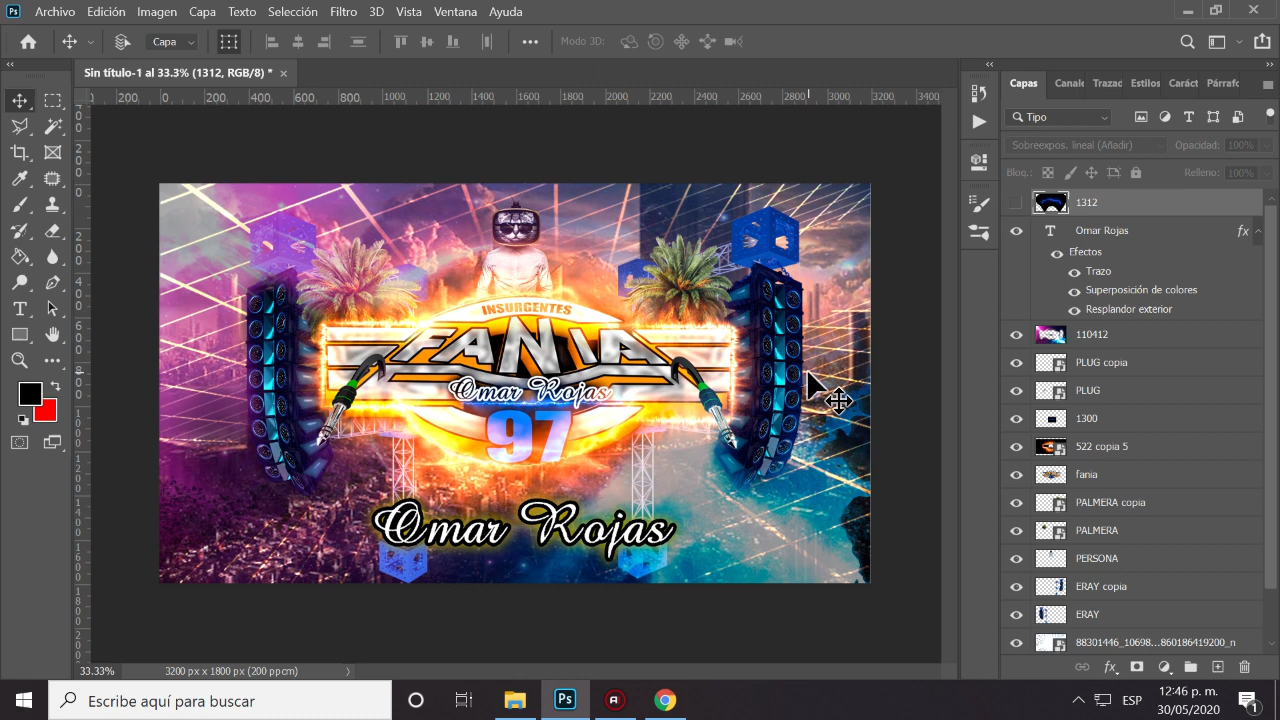 Ps Archivo Edición Imagen Capa Texto Selección Filtro 3D Vista Ventana Ayuda
Capa Modo 3D:
Sin título-1 al 33.3% (1312, RGB/8) * ×
200 0 200 400 600 800 1000 1200 1400 1600 1800 2000 2200 2400 2600 2800 3000 3200 3400
Capas Canale Trazac Estilos Caráct Párrafc
Tipo
Sobreexpos. lineal (Añadir) Opacidad: 100%
Bloq.: Relleno: 100%
1312
Omar Rojas fx
Efectos
Trazo
Superposición de colores
Resplandor exterior
110412
PLUG copia
PLUG
1300
522 copia 5
fania
PALMERA copia
PALMERA
PERSONA
ERAY copia
ERAY
88301446_10698...860186419200_n
fx
INSURGENTES
FANIA
Omar Rojas
97
Omar Rojas
33.33% 3200 px x 1800 px (200 ppcm)
Escribe aquí para buscar
Ps
ESP
12:46 p. m.
30/05/2020
1